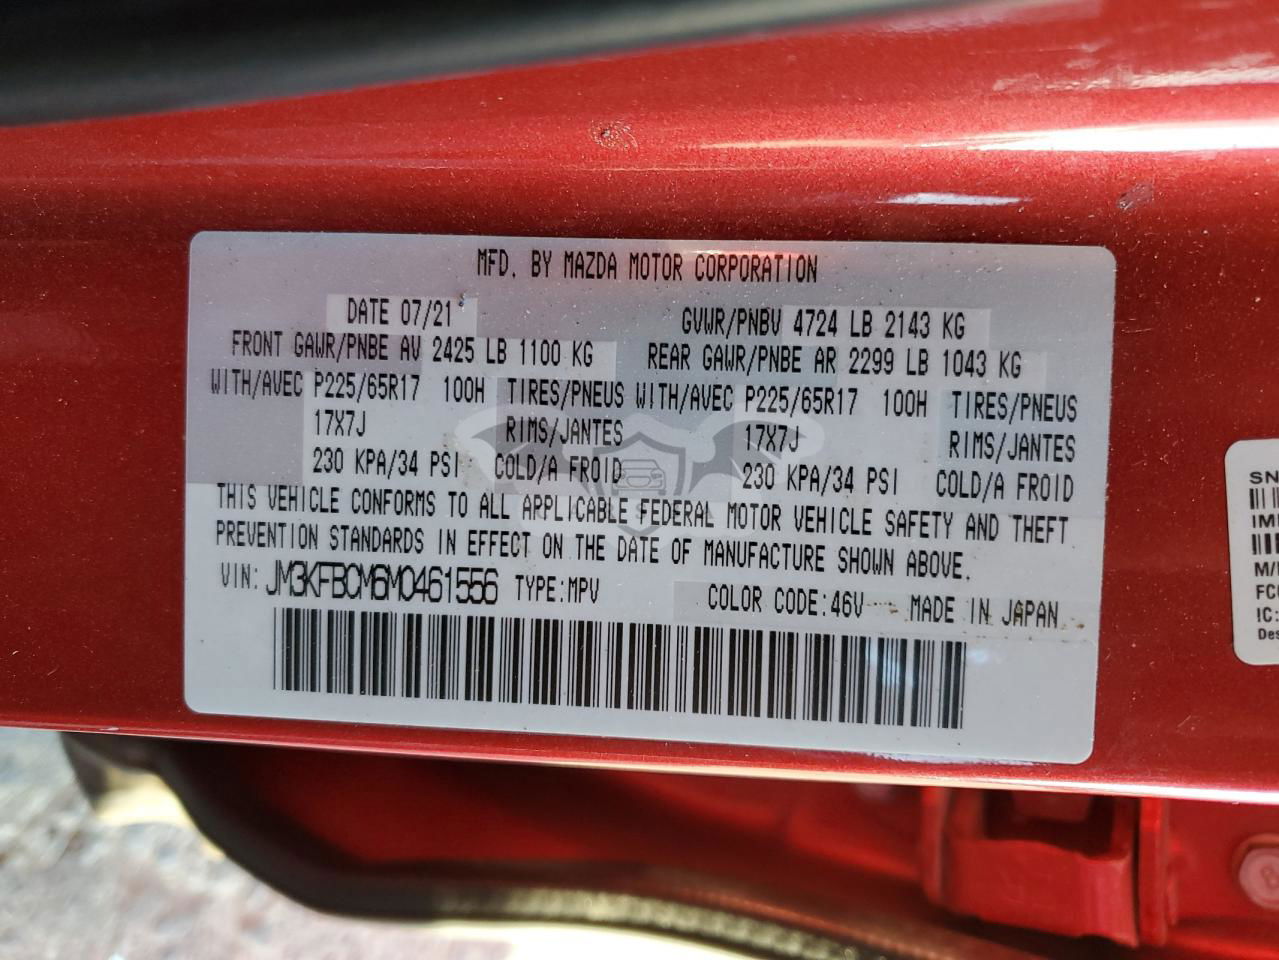 MFD. BY MAZDA MOTOR CORPORATION
DATE 07/21 GVWR/PNBV 4724 LB 2143 KG
FRONT GAWR/PNBE AV 2425 LB 1100 KG REAR GAWR/PNBE AR 2299 LB 1043 KG
WITH/AVEC P225/65R17 100H TIRES/PNEUS WITH/AVEC P225/65R17 100H TIRES/PNEUS
17X7J RIMS/JANTES 17X7J RIMS/JANTES
230 KPA/34 PSI COLD/A FROID 230 KPA/34 PSI COLD/A FROID
THIS VEHICLE CONFORMS TO ALL APPLICABLE FEDERAL MOTOR VEHICLE SAFETY AND THEFT
PREVENTION STANDARDS IN EFFECT ON THE DATE OF MANUFACTURE SHOWN ABOVE.
VIN: JM3KFBCM6M0461556 TYPE:MPV COLOR CODE:46V MADE IN JAPAN
SN
IM
M/
FC
IC:
Des